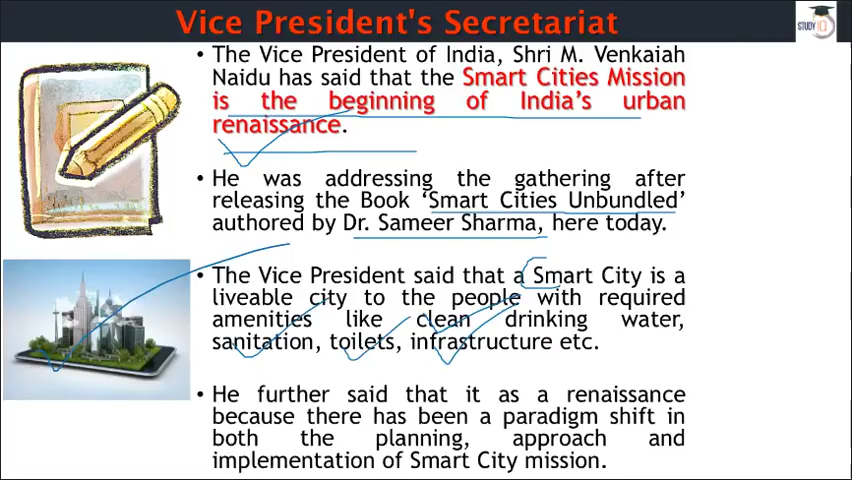 Vice President's Secretariat
STUDY IQ
• The Vice President of India, Shri M. Venkaiah
Naidu has said that the Smart Cities Mission
is the beginning of India's urban
renaissance.
• He was addressing the gathering after
releasing the Book ‘Smart Cities Unbundled’
authored by Dr. Sameer Sharma, here today.
• The Vice President said that a Smart City is a
liveable city to the people with required
amenities like clean drinking water,
sanitation, toilets, infrastructure etc.
• He further said that it as a renaissance
because there has been a paradigm shift in
both the planning, approach and
implementation of Smart City mission.